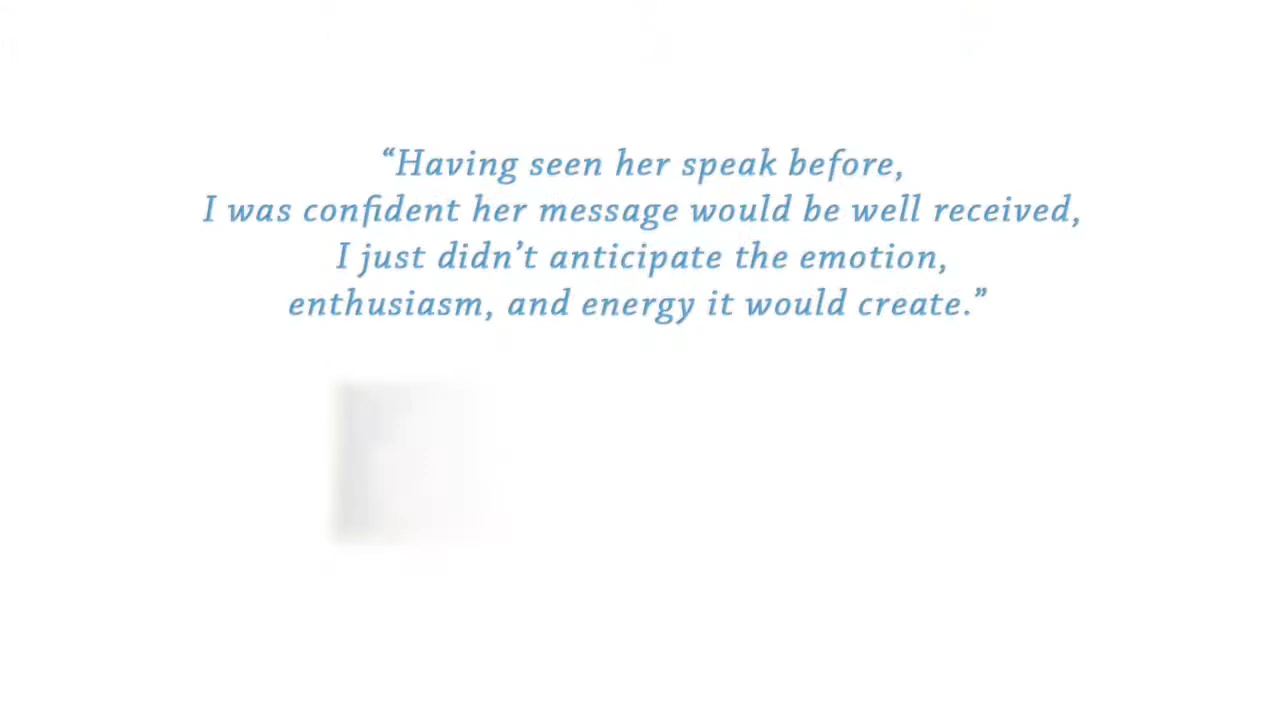 “Having seen her speak before,
I was confident her message would be well received,
I just didn’t anticipate the emotion,
enthusiasm, and energy it would create.”